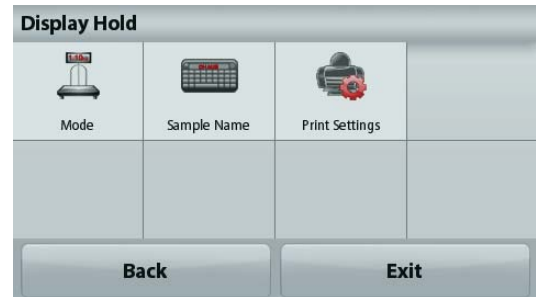 Display Hold
Mode
Sample Name
Print Settings
Back
Exit